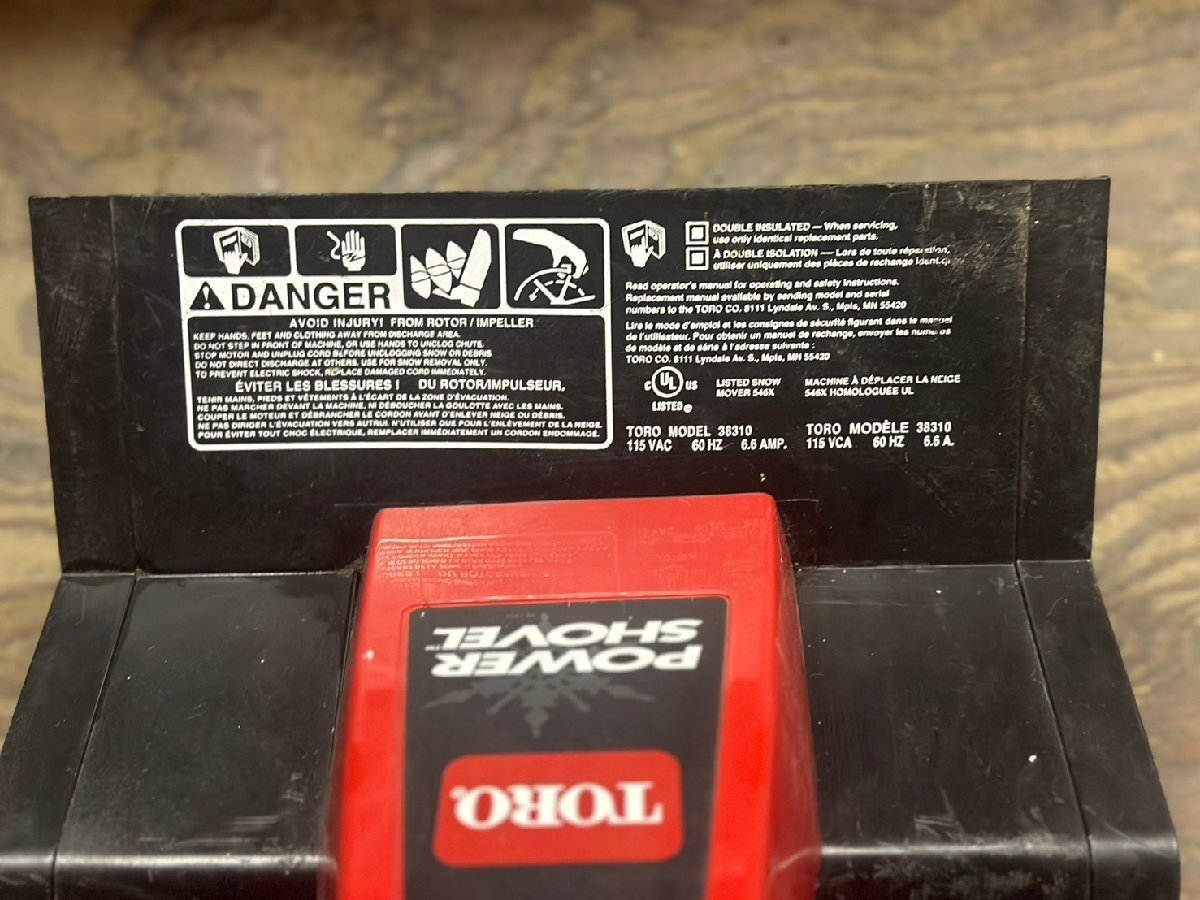 DANGER
AVOID INJURY! FROM ROTOR / IMPELLER
KEEP HANDS, FEET AND CLOTHING AWAY FROM DISCHARGE AREA.
DO NOT STEP IN FRONT OF MACHINE, OR USE HANDS TO UNCLOG CHUTE.
STOP MOTOR AND UNPLUG CORD BEFORE UNCLOGGING SNOW OR DEBRIS
DO NOT DIRECT DISCHARGE AT OTHERS. USE FOR SNOW REMOVAL ONLY.
TO PREVENT ELECTRIC SHOCK, REPLACE DAMAGED CORD IMMEDIATELY.
ÉVITER LES BLESSURES ! DU ROTOR/IMPULSEUR.
TENIR MAINS, PIEDS ET VÊTEMENTS À L'ÉCART DE LA ZONE D'ÉVACUATION.
NE PAS MARCHER DEVANT LA MACHINE, NI DÉBOUCHER LA GOULOTTE AVEC LES MAINS.
COUPER LE MOTEUR ET DÉBRANCHER LE CORDON AVANT D'ENLEVER NEIGE OU DÉBRIS.
NE PAS DIRIGER L'ÉVACUATION VERS AUTRUI. N'UTILISER QUE POUR L'ENLÈVEMENT DE LA NEIGE.
POUR ÉVITER TOUT CHOC ÉLECTRIQUE, REMPLACER IMMÉDIATEMENT UN CORDON ENDOMMAGÉ.
DOUBLE INSULATED — When servicing,
use only identical replacement parts.
À DOUBLE ISOLATION — Lors de toute réparation,
utiliser uniquement des pièces de rechange
Read operator's manual for operating and safety instructions.
Replacement manual available by sending model and serial
numbers to the TORO CO. 8111 Lyndale Av. S., Mpls, MN 55420
Lire le mode d'emploi et les consignes de sécurité figurant dans le manuel
de l'utilisateur. Pour obtenir un manuel de rechange, envoyer les numéros
de modèle et de série à l'adresse suivante :
TORO CO. 8111 Lyndale Av. S., Mpls, MN 55420
C UL US
LISTED
LISTED SNOW
MOVER 546X
MACHINE À DÉPLACER LA NEIGE
546X HOMOLOGUÉE UL
TORO MODEL 38310
115 VAC 60 HZ 6.6 AMP.
TORO MODÈLE 38310
115 VCA 60 HZ 6.6 A.
TORO®
POWER
SHOVEL™